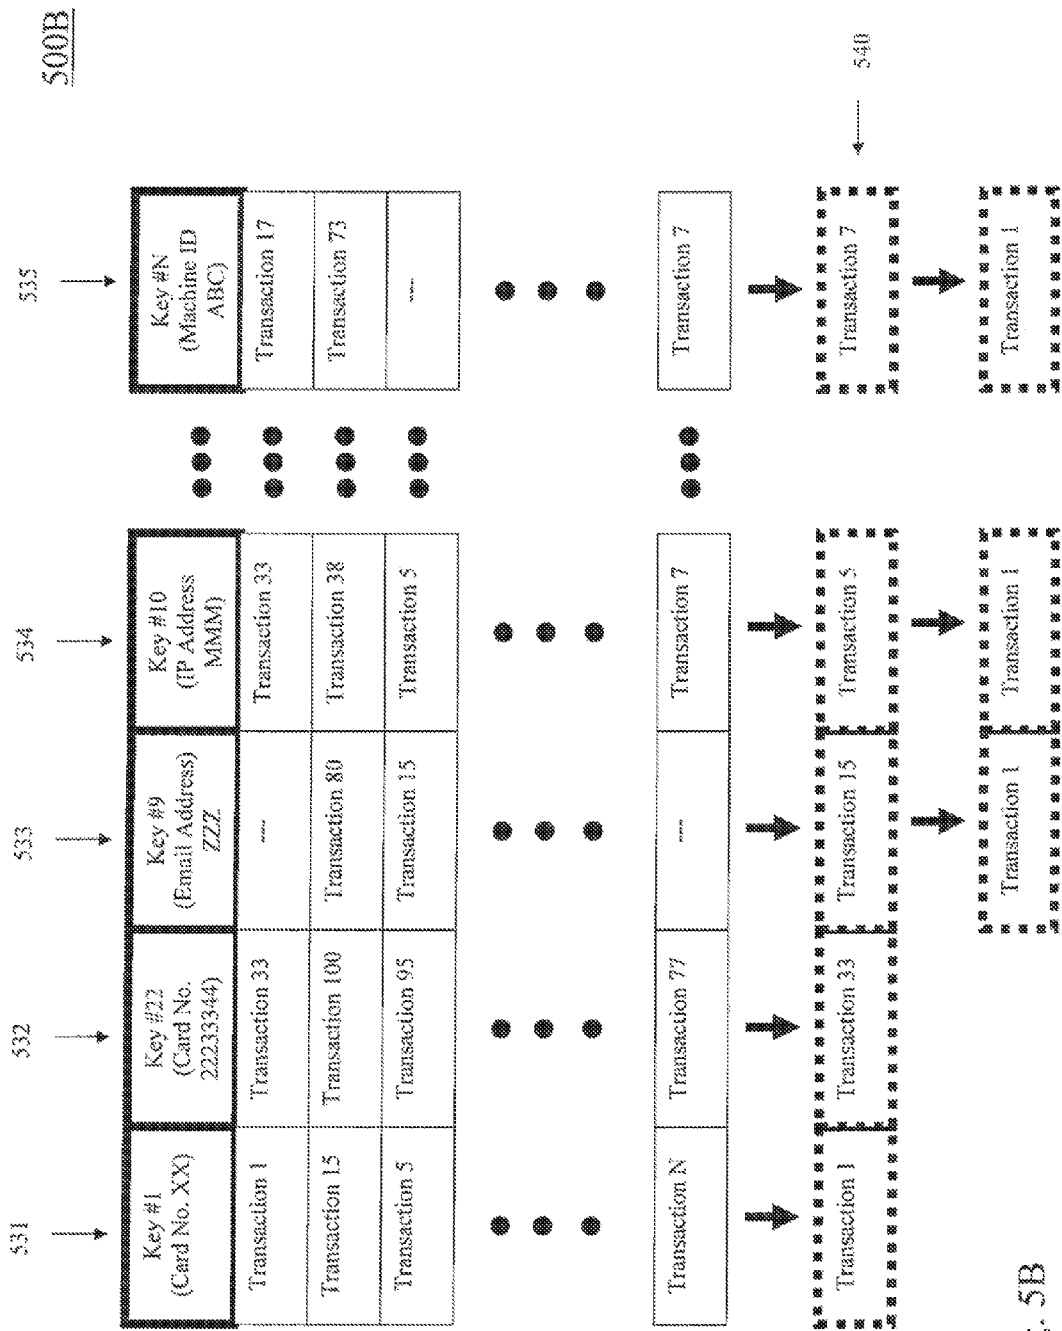 500B
531
532
533
534
535
Key #1
(Card No. XX)
Key #22
(Card No.
22233344)
Key #9
(Email Address)
ZZZ
Key #10
(IP Address
MMM)
Key #N
(Machine ID
ABC)
Transaction 1
Transaction 33
---
Transaction 33
Transaction 17
Transaction 15
Transaction 100
Transaction 80
Transaction 38
Transaction 73
Transaction 5
Transaction 95
Transaction 15
Transaction 5
---
Transaction N
Transaction 77
---
Transaction 7
Transaction 7
540
Transaction 1
Transaction 33
Transaction 15
Transaction 5
Transaction 7
Transaction 1
Transaction 1
Transaction 1
5B